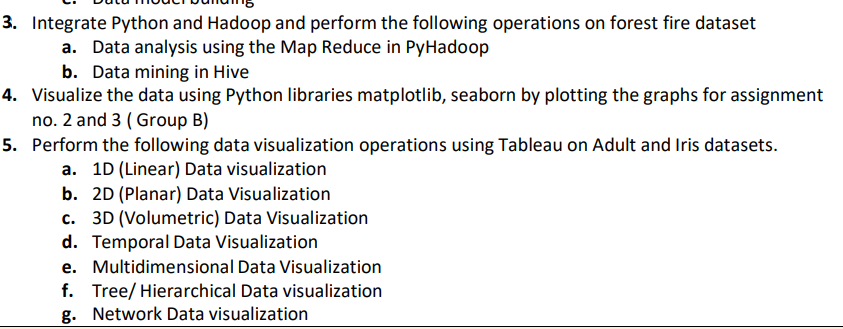 3. Integrate Python and Hadoop and perform the following operations on forest fire dataset
a. Data analysis using the Map Reduce in PyHadoop
b. Data mining in Hive
4. Visualize the data using Python libraries matplotlib, seaborn by plotting the graphs for assignment
no. 2 and 3 ( Group B)
5. Perform the following data visualization operations using Tableau on Adult and Iris datasets.
a. 1D (Linear) Data visualization
b. 2D (Planar) Data Visualization
c. 3D (Volumetric) Data Visualization
d. Temporal Data Visualization
e. Multidimensional Data Visualization
f. Tree/ Hierarchical Data visualization
g. Network Data visualization